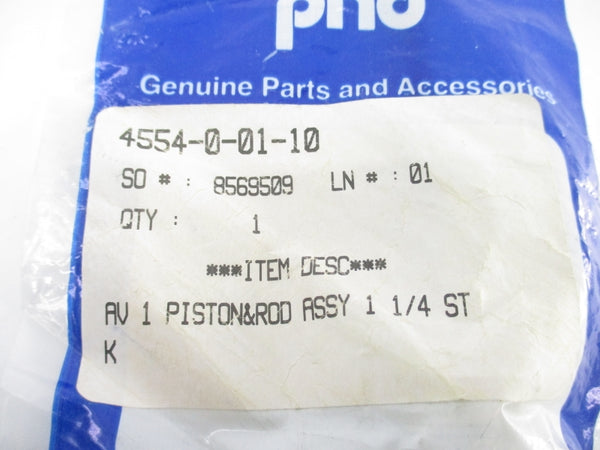 phd
Genuine Parts and Accessories
4554-0-01-10
SO # : 8569509 LN # : 01
QTY : 1
***ITEM DESC***
AV 1 PISTON&ROD ASSY 1 1/4 ST
K